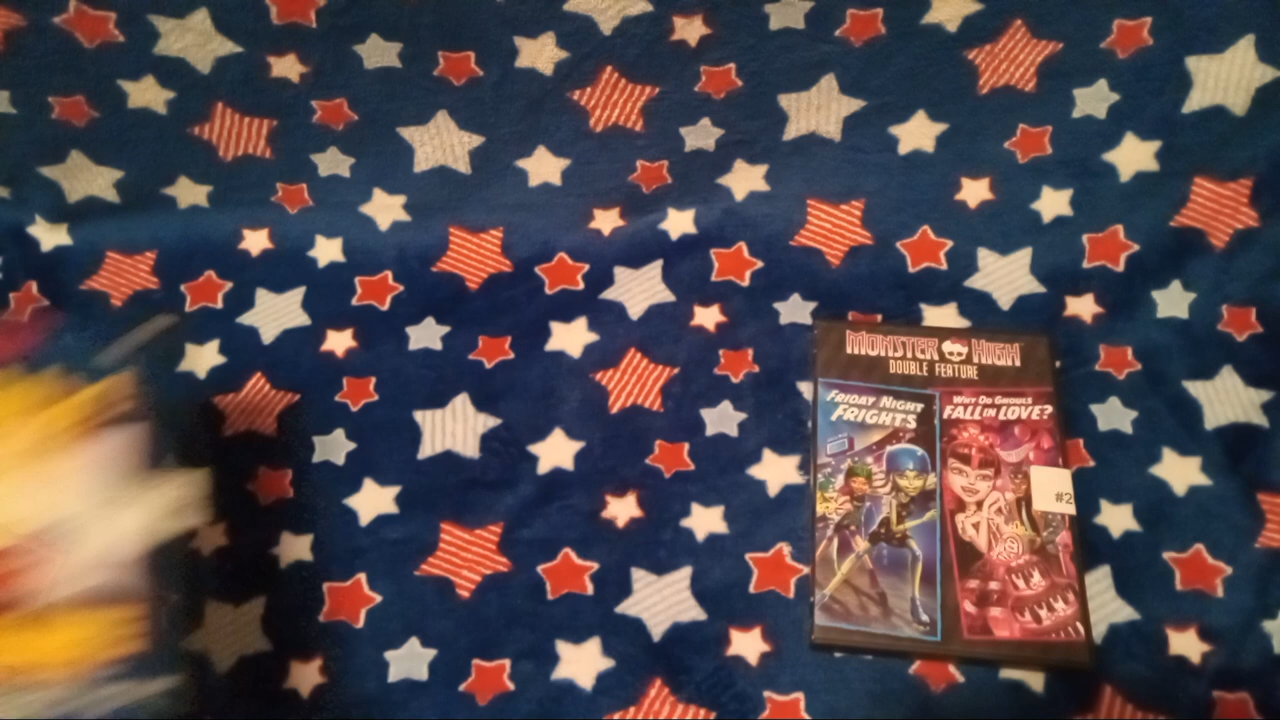 MONSTER HIGH
DOUBLE FEATURE
FRIDAY NIGHT
FRIGHTS
WHY DO GHOULS
FALL IN LOVE?
#2